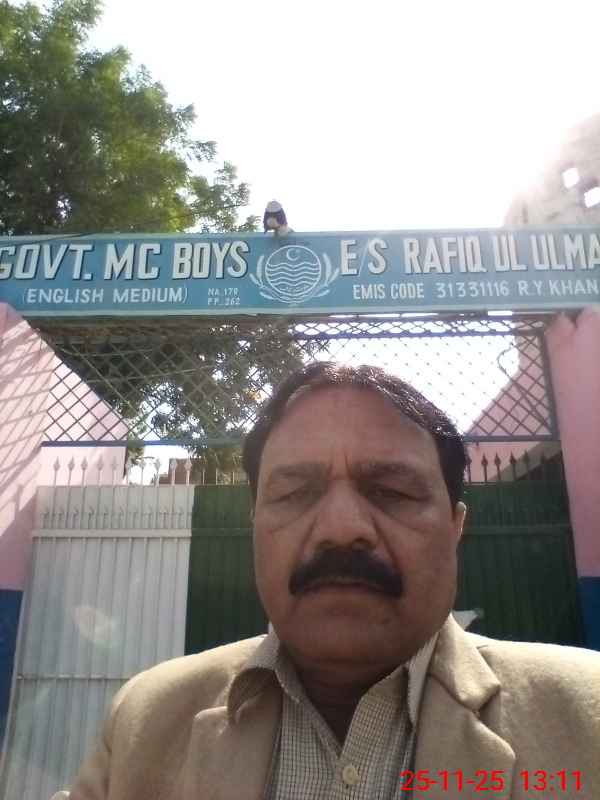 GOVT. MC BOYS E/S RAFIQ UL ULMA
(ENGLISH MEDIUM) NA.179 EMIS CODE 31331116 R.Y KHAN
PP..262
25-11-25 13:11